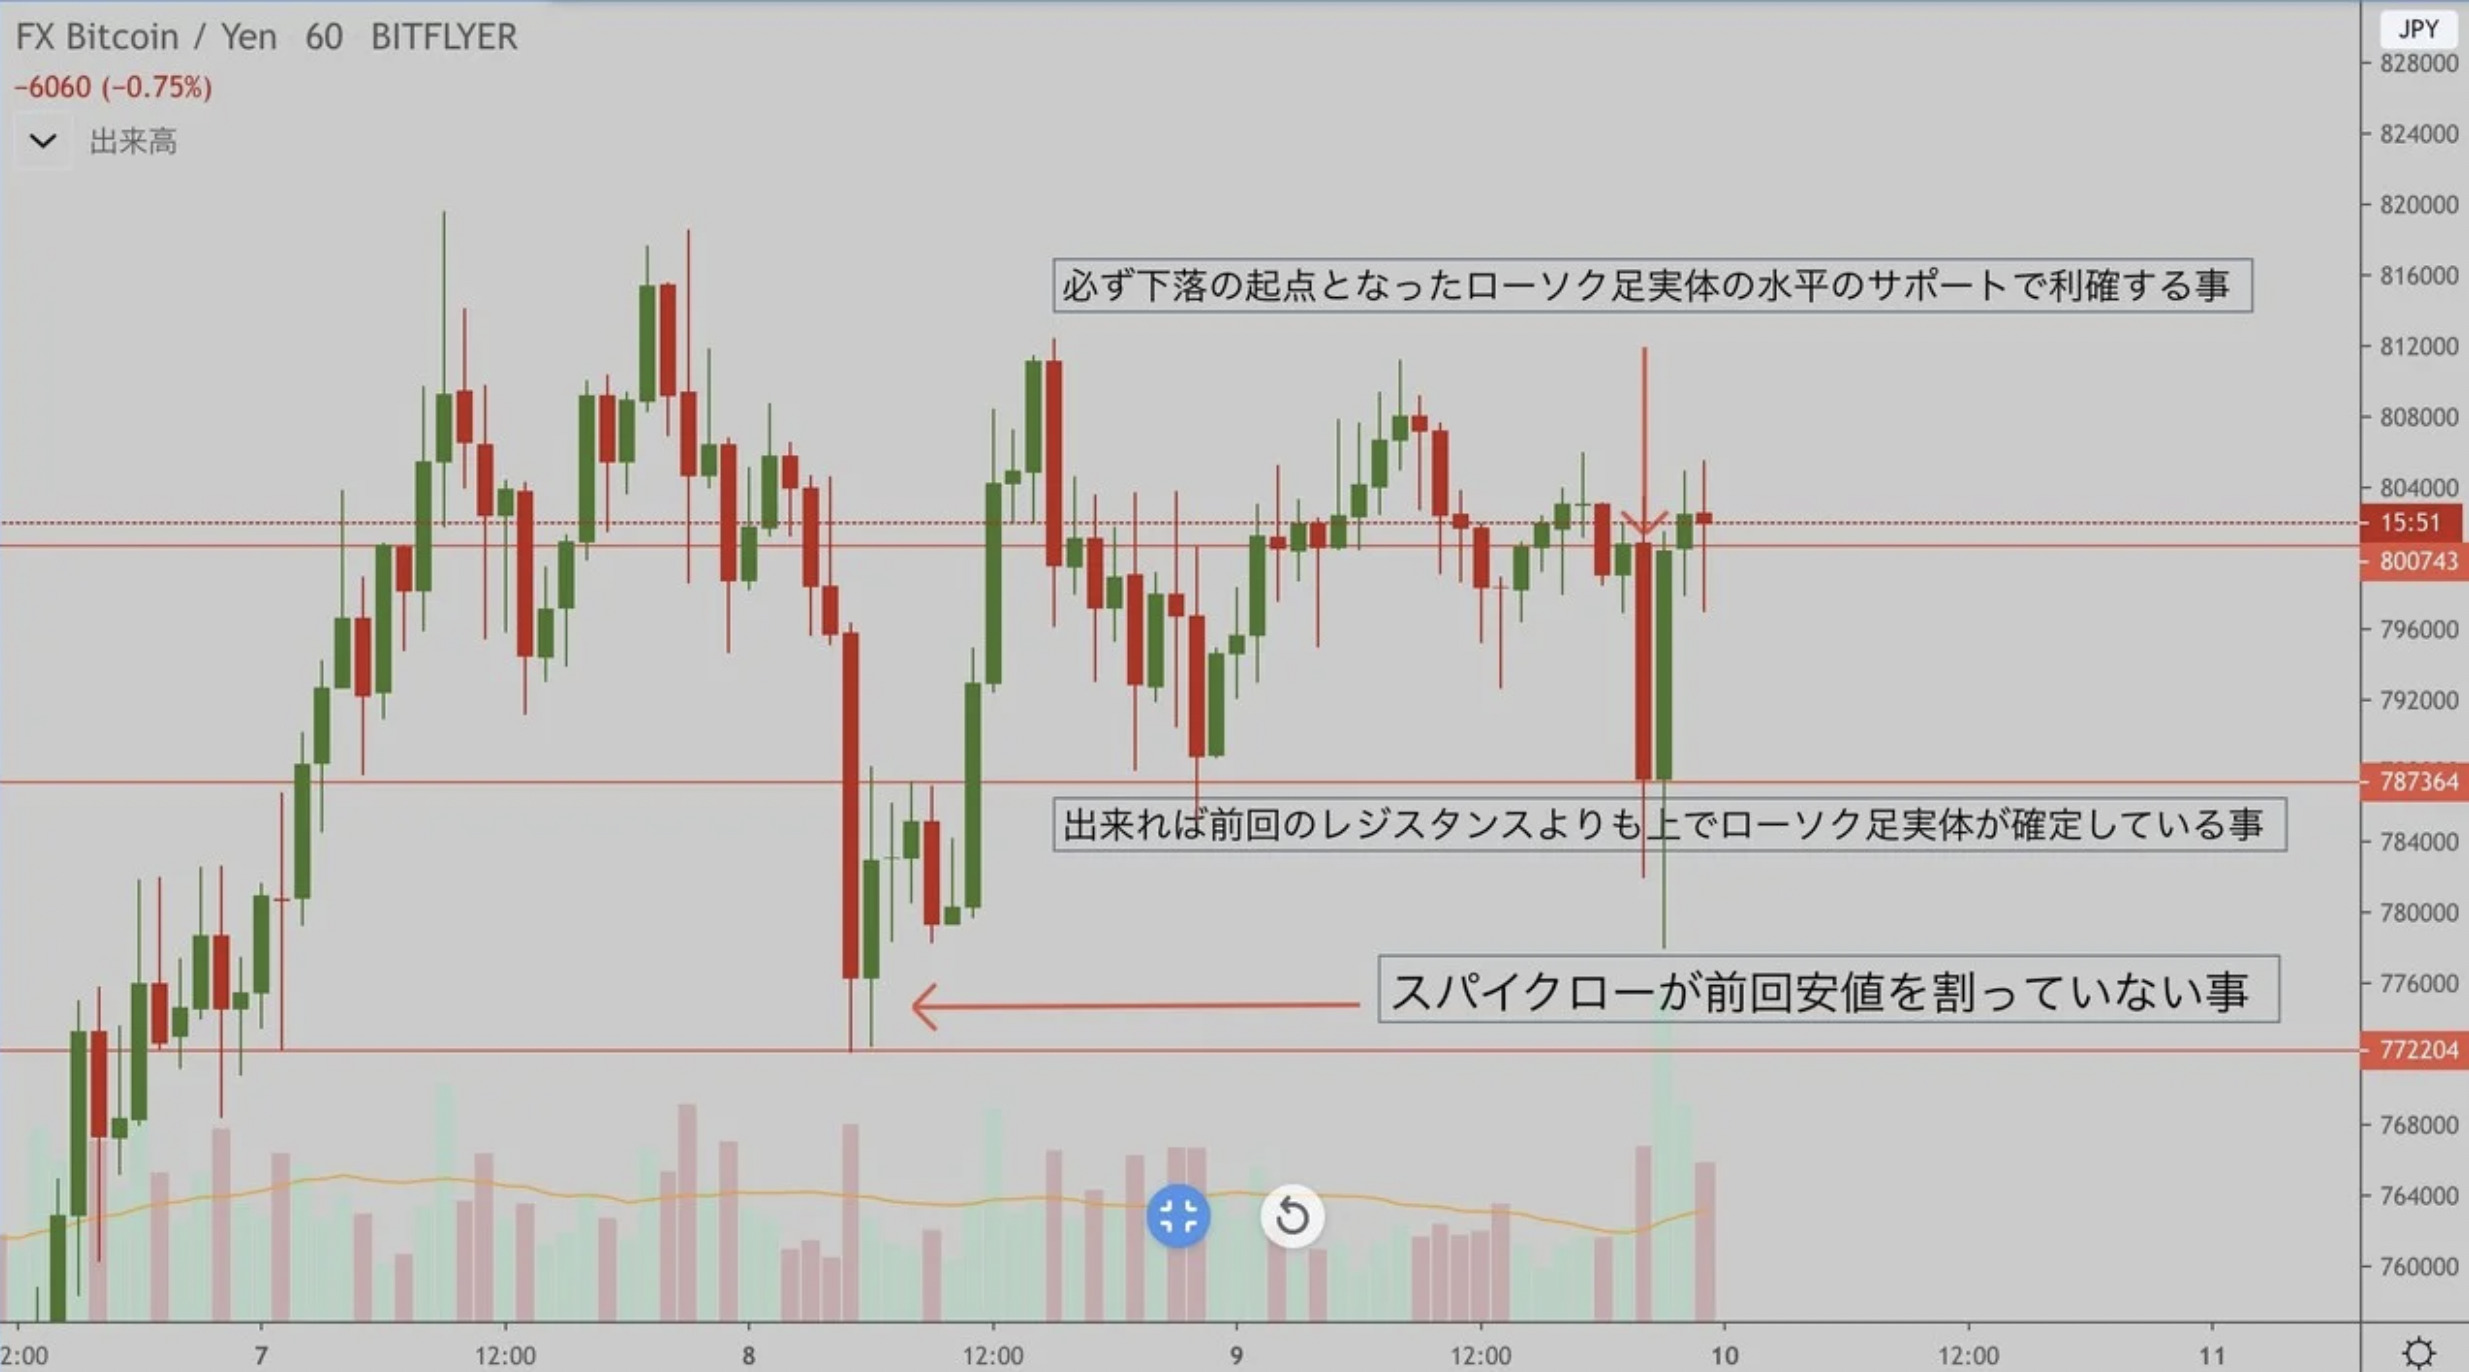 FX Bitcoin / Yen 60 BITFLYER
JPY
−6060 (−0.75%)
出来高
828000
824000
820000
必ず下落の起点となったローソク足実体の水平のサポートで利確する事
816000
812000
808000
804000
15:51
800743
796000
792000
787364
出来れば前回のレジスタンスよりも上でローソク足実体が確定している事
784000
780000
スパイクローが前回安値を割っていない事
776000
772204
768000
764000
760000
2:00 7 12:00 8 12:00 9 12:00 10 12:00 11